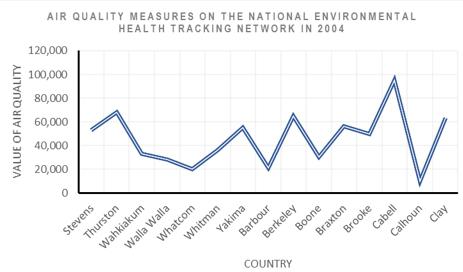 AIR QUALITY MEASURES ON THE NATIONAL ENVIRONMENTAL
HEALTH TRACKING NETWORK IN 2004
VALUE OF AIR QUALITY
120,000
100,000
80,000
60,000
40,000
20,000
0
Stevens
Thurston
Wahkiakum
Walla Walla
Whatcom
Whitman
Yakima
Barbour
Berkeley
Boone
Braxton
Brooke
Cabell
Calhoun
Clay
COUNTRY